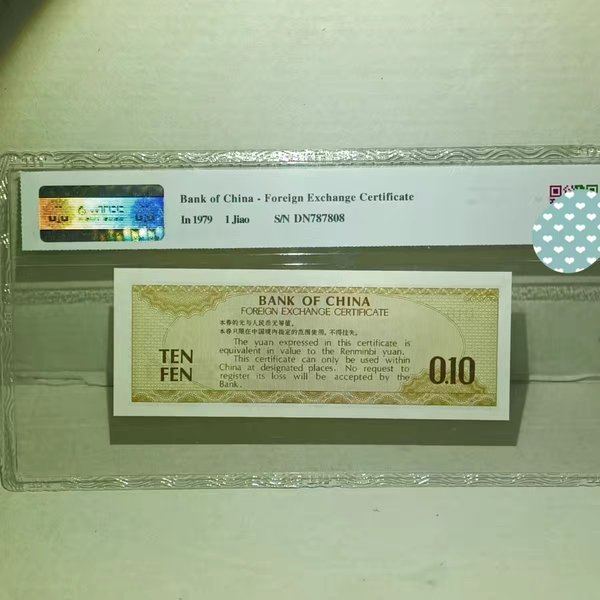 Bank of China - Foreign Exchange Certificate
In 1979 1 Jiao S/N DN787808
BANK OF CHINA
FOREIGN EXCHANGE CERTIFICATE
本券的元与人民币元等值。
本券只限在中国境内指定的范围使用，不得挂失。
The yuan expressed in this certificate is
equivalent in value to the Renminbi yuan.
This certificate can only be used within
China at designated places. No request to
register its loss will be accepted by the
Bank.
TEN
FEN
0.10